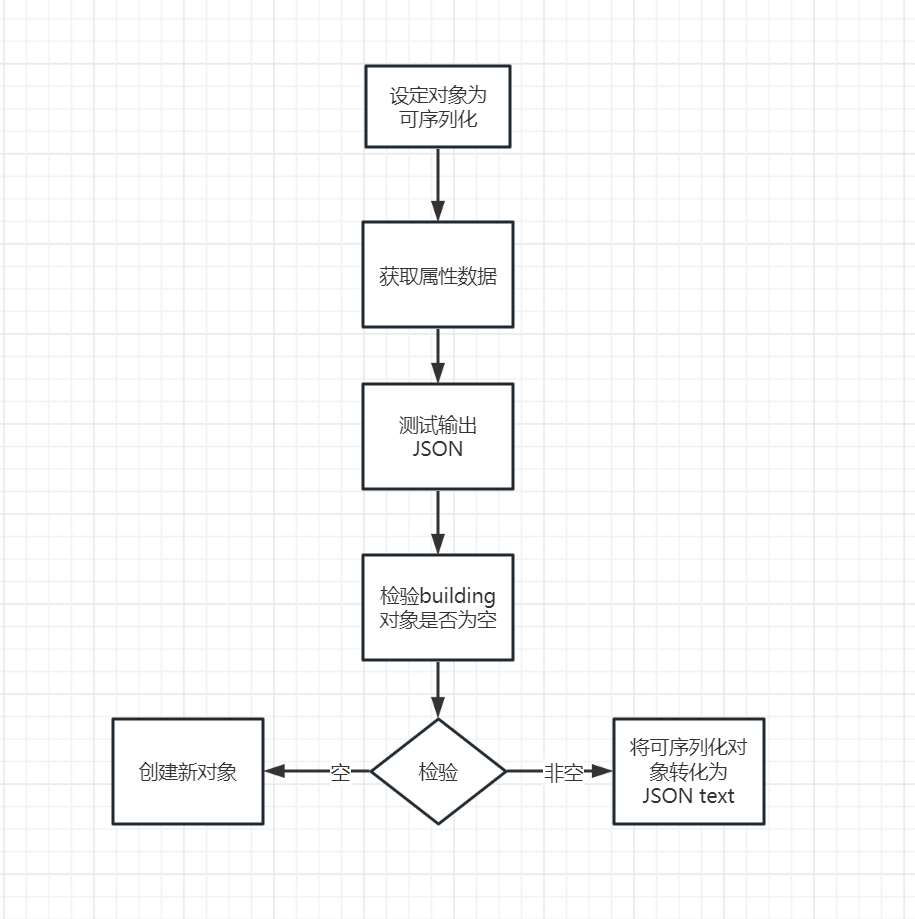 设定对象为
可序列化
获取属性数据
测试输出
JSON
检验building
对象是否为空
创建新对象
空
检验
非空
将可序列化对
象转化为
JSON text